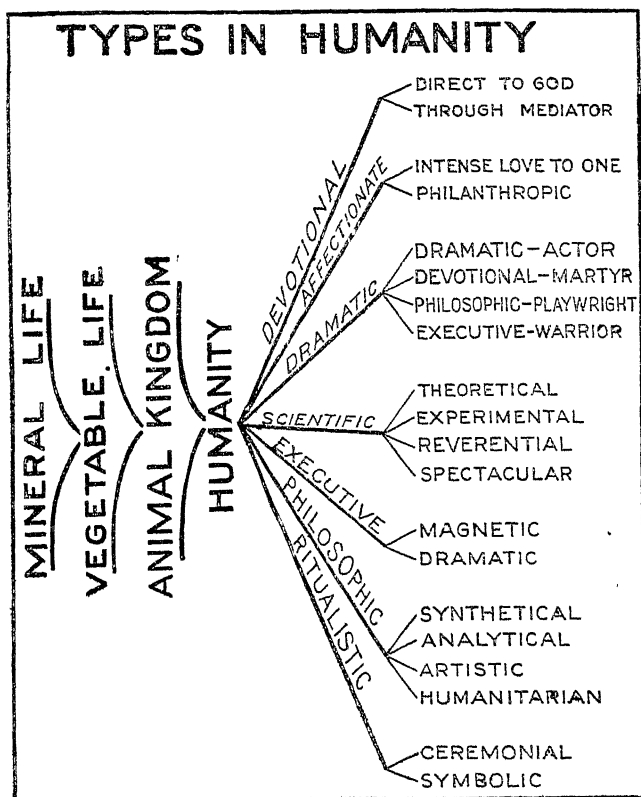 TYPES IN HUMANITY
MINERAL LIFE
VEGETABLE. LIFE
ANIMAL KINGDOM
HUMANITY
DEVOTIONAL
DIRECT TO GOD
THROUGH MEDIATOR
AFFECTIONATE
INTENSE LOVE TO ONE
PHILANTHROPIC
DRAMATIC
DRAMATIC-ACTOR
DEVOTIONAL-MARTYR
PHILOSOPHIC-PLAYWRIGHT
EXECUTIVE-WARRIOR
SCIENTIFIC
THEORETICAL
EXPERIMENTAL
REVERENTIAL
SPECTACULAR
EXECUTIVE
MAGNETIC
DRAMATIC
PHILOSOPHIC
SYNTHETICAL
ANALYTICAL
ARTISTIC
HUMANITARIAN
RITUALISTIC
CEREMONIAL
SYMBOLIC